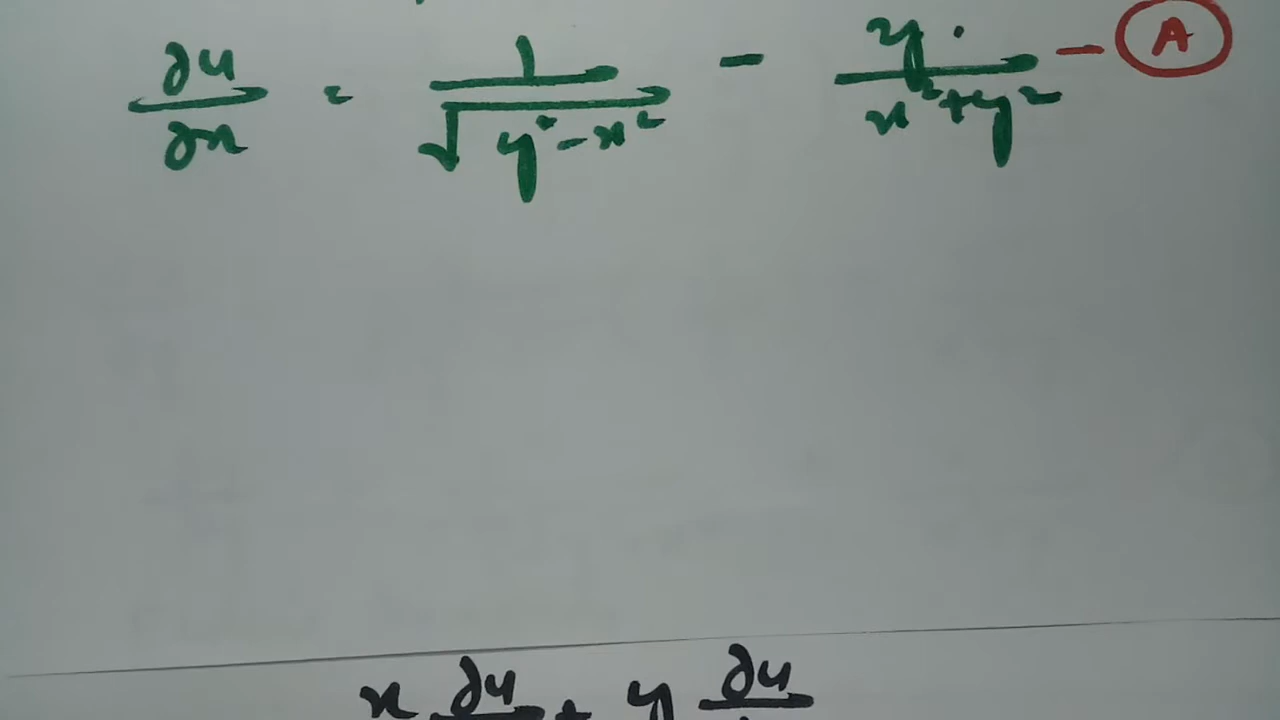 ∂u/∂x = 1/√(y²-x²) - y/(x²+y²) - A
x ∂u + y ∂u